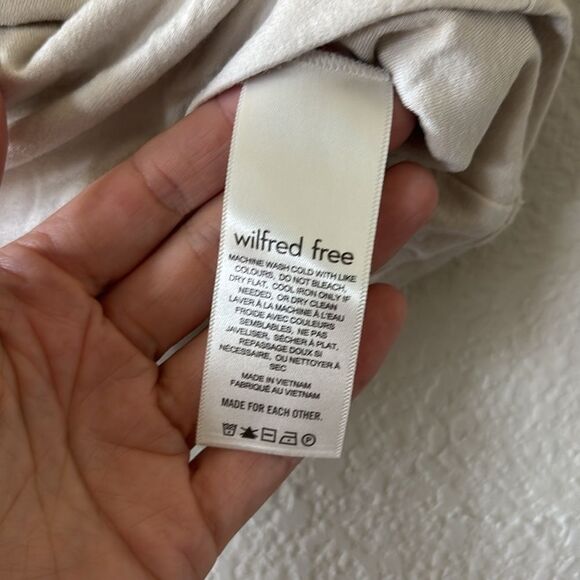 wilfred free
MACHINE WASH COLD WITH LIKE
COLOURS, DO NOT BLEACH,
DRY FLAT, COOL IRON ONLY IF
NEEDED, OR DRY CLEAN
LAVER À LA MACHINE À L'EAU
FROIDE AVEC COULEURS
SEMBLABLES, NE PAS
JAVELISER, SÉCHER À PLAT,
REPASSAGE DOUX SI
NÉCESSAIRE, OU NETTOYER À
SEC
MADE IN VIETNAM
FABRIQUÉ AU VIETNAM
MADE FOR EACH OTHER.
P